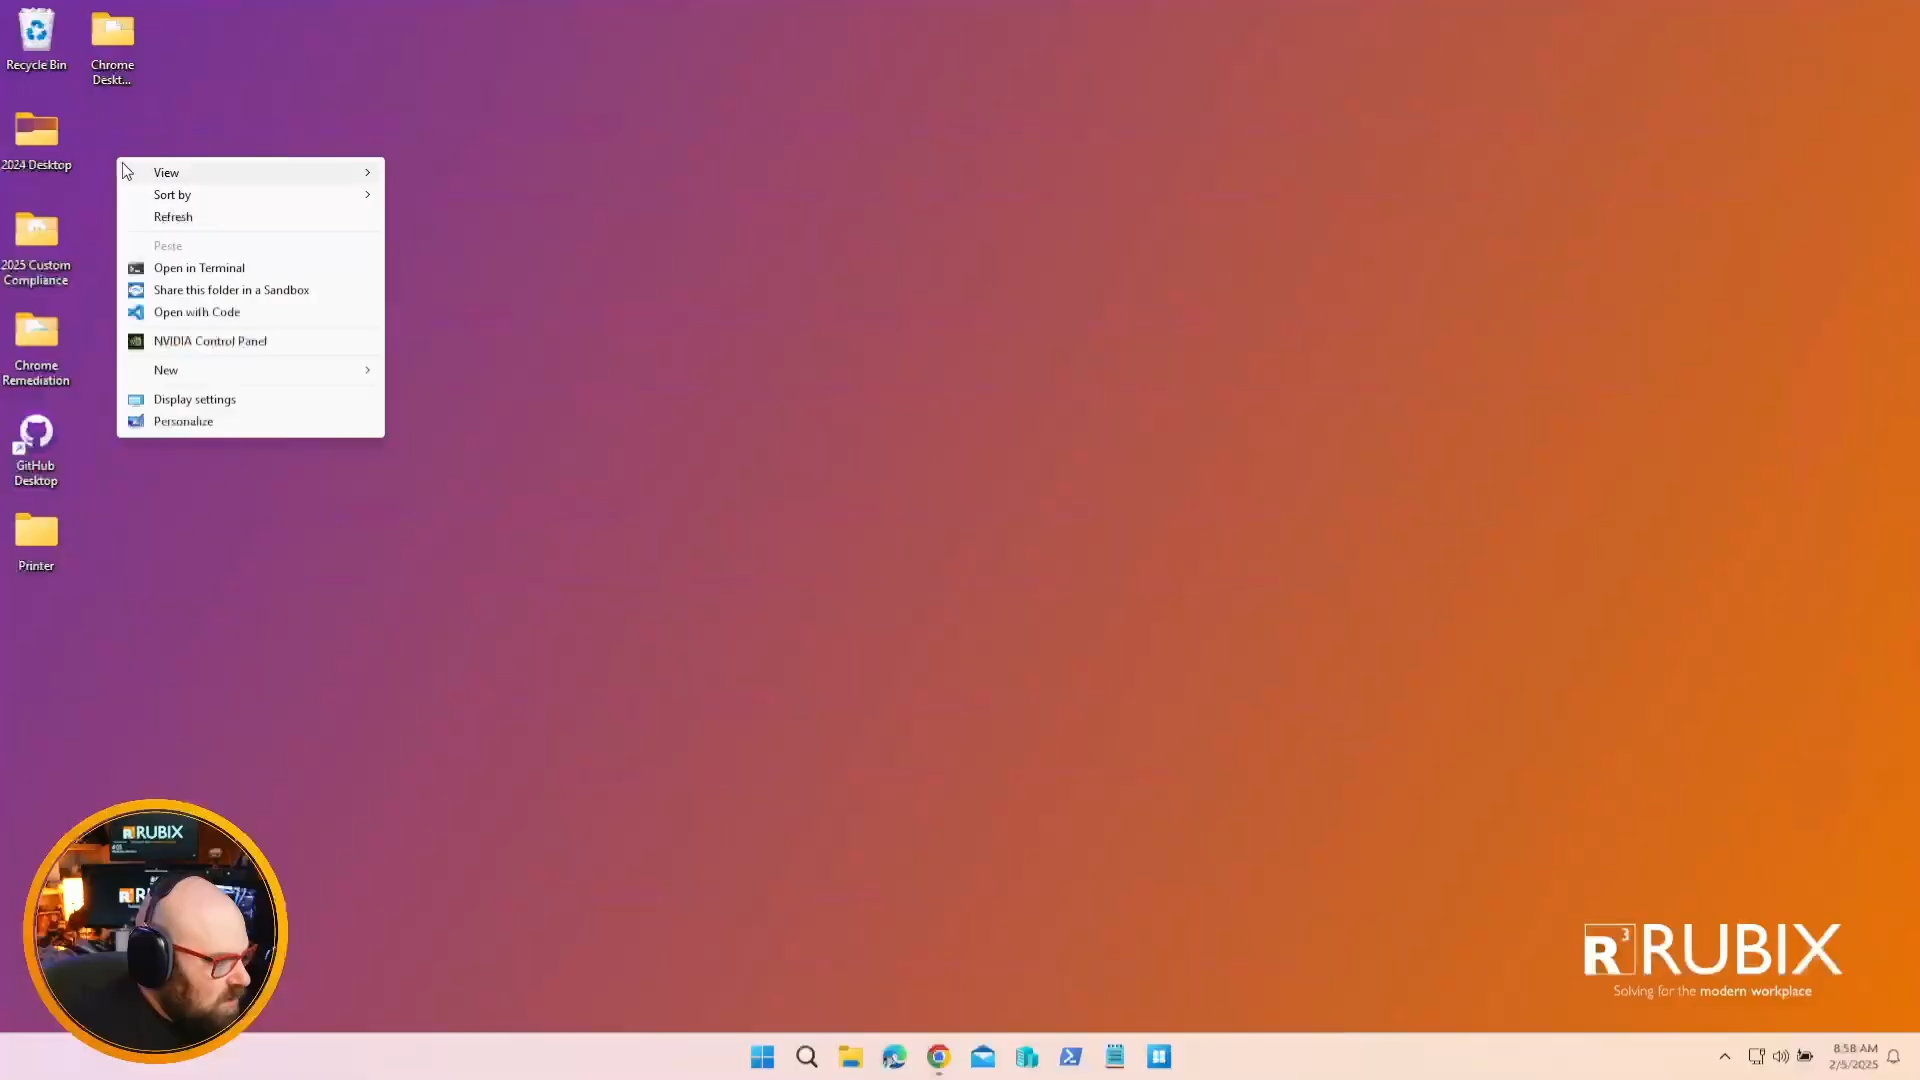 Recycle Bin
Chrome
Deskt...
2024 Desktop
2025 Custom
Compliance
Chrome
Remediation
GitHub
Desktop
Printer
View
Sort by
Refresh
Paste
Open in Terminal
Share this folder in a Sandbox
Open with Code
NVIDIA Control Panel
New
Display settings
Personalize
R³ RUBIX
R
R³ RUBIX
Solving for the modern workplace
8:58 AM
2/5/2025